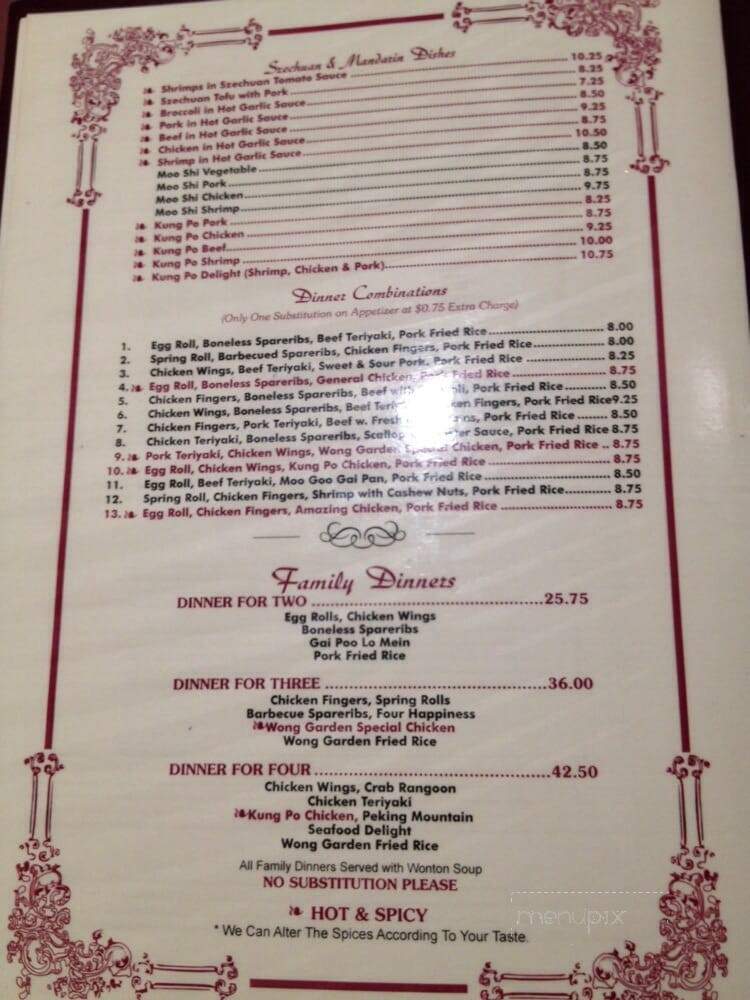 Szechuan & Mandarin Dishes
Shrimps in Szechuan Tomato Sauce 10.25
Szechuan Tofu with Pork 8.25
Broccoli in Hot Garlic Sauce 7.25
Pork in Hot Garlic Sauce 8.50
Beef in Hot Garlic Sauce 9.25
Chicken in Hot Garlic Sauce 8.75
Shrimp in Hot Garlic Sauce 10.50
Moo Shi Vegetable 8.50
Moo Shi Pork 8.75
Moo Shi Chicken 8.75
Moo Shi Shrimp 9.75
Kung Po Pork 8.25
Kung Po Chicken 8.75
Kung Po Beef 9.25
Kung Po Shrimp 10.00
Kung Po Delight (Shrimp, Chicken & Pork) 10.75
Dinner Combinations
(Only One Substitution on Appetizer at $0.75 Extra Charge)
1. Egg Roll, Boneless Spareribs, Beef Teriyaki, Pork Fried Rice 8.00
2. Spring Roll, Barbecued Spareribs, Chicken Fingers, Pork Fried Rice 8.00
3. Chicken Wings, Beef Teriyaki, Sweet & Sour Pork, Pork Fried Rice 8.25
4. Egg Roll, Boneless Spareribs, General Chicken, Pork Fried Rice 8.75
5. Chicken Fingers, Boneless Spareribs, Beef with Pork Fried Rice 8.50
6. Chicken Wings, Boneless Spareribs, Beef Fingers, Pork Fried Rice 9.25
7. Chicken Fingers, Pork Teriyaki, Beef w. Fresh Pork Fried Rice 8.50
8. Chicken Teriyaki, Boneless Spareribs, Sauce, Pork Fried Rice 8.75
9. Pork Teriyaki, Chicken Wings, Wong Garden Special Chicken, Pork Fried Rice .. 8.75
10. Egg Roll, Chicken Wings, Kung Po Chicken, Pork Fried Rice 8.75
11. Egg Roll, Beef Teriyaki, Moo Goo Gai Pan, Pork Fried Rice 8.50
12. Spring Roll, Chicken Fingers, Shrimp with Cashew Nuts, Pork Fried Rice 8.75
13. Egg Roll, Chicken Fingers, Amazing Chicken, Pork Fried Rice 8.75
Family Dinners
DINNER FOR TWO 25.75
Egg Rolls, Chicken Wings
Boneless Spareribs
Gai Poo Lo Mein
Pork Fried Rice
DINNER FOR THREE 36.00
Chicken Fingers, Spring Rolls
Barbecue Spareribs, Four Happiness
Wong Garden Special Chicken
Wong Garden Fried Rice
DINNER FOR FOUR 42.50
Chicken Wings, Crab Rangoon
Chicken Teriyaki
Kung Po Chicken, Peking Mountain
Seafood Delight
Wong Garden Fried Rice
All Family Dinners Served with Wonton Soup
NO SUBSTITUTION PLEASE
HOT & SPICY
* We Can Alter The Spices According To Your Taste.
menupix